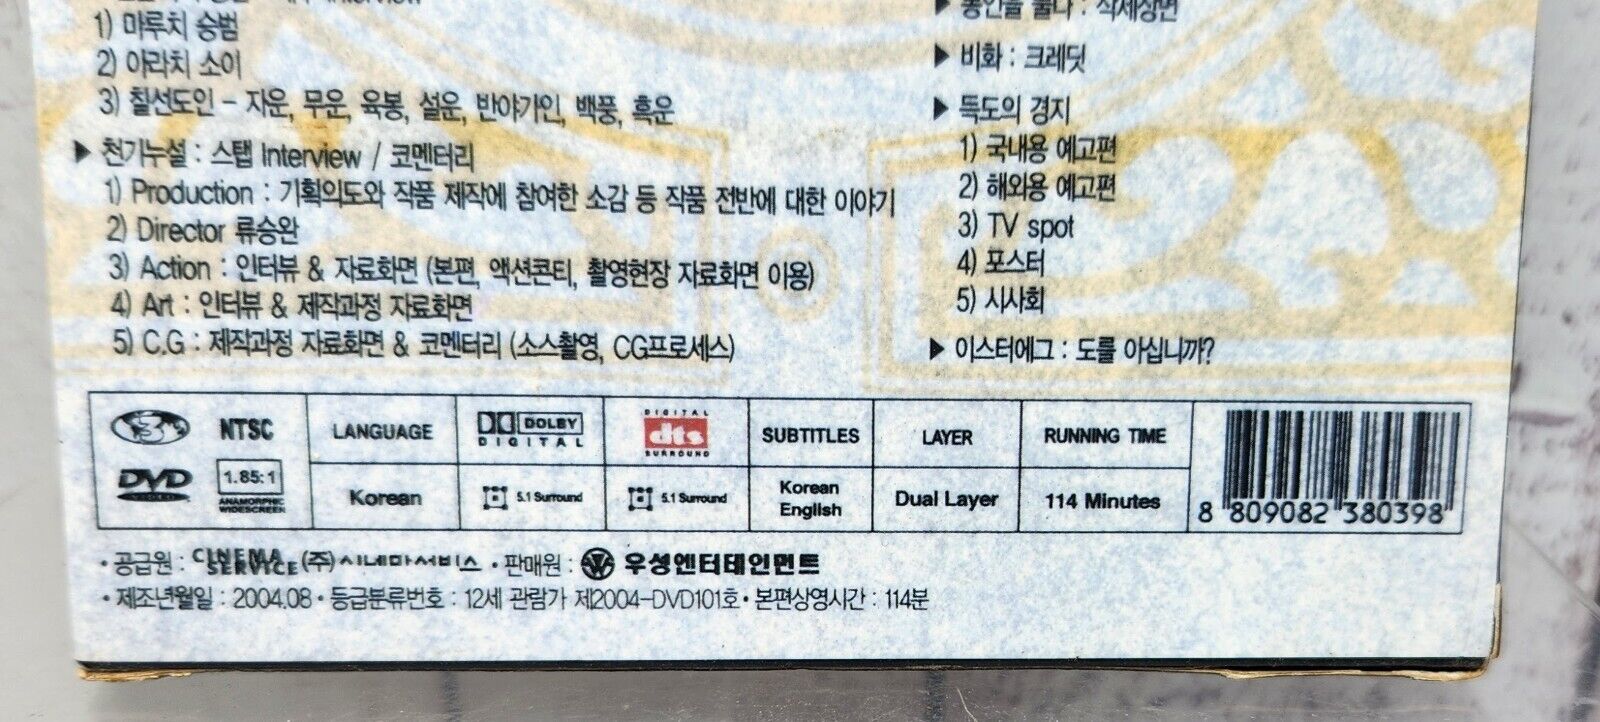 Interview
1) 마루치 승범
2) 아라치 소이
3) 칠선도인 - 자운, 무운, 육봉, 설운, 반야가인, 백풍, 흑운
▶ 천기누설 : 스탭 Interview / 코멘터리
1) Production : 기획의도와 작품 제작에 참여한 소감 등 작품 전반에 대한 이야기
2) Director 류승완
3) Action : 인터뷰 & 자료화면 (본편, 액션콘티, 촬영현장 자료화면 이용)
4) Art : 인터뷰 & 제작과정 자료화면
5) C.G : 제작과정 자료화면 & 코멘터리 (소스촬영, CG프로세스)
▶ 심안을 뚫다 : 삭제장면
▶ 비화 : 크레딧
▶ 득도의 경지
1) 국내용 예고편
2) 해외용 예고편
3) TV spot
4) 포스터
5) 시사회
▶ 이스터에그 : 도를 아십니까?
3 NTSC
DVD
1.85:1
ANAMORPHIC
WIDESCREEN
LANGUAGE
Korean
DOLBY
DIGITAL
5.1 Surround
DIGITAL
dts
SURROUND
5.1 Surround
SUBTITLES
Korean
English
LAYER
Dual Layer
RUNNING TIME
114 Minutes
8 809082 380398
• 공급원 : CINEMA SERVICE (주)시네마서비스 • 판매원 : 우성엔터테인먼트
• 제조년월일 : 2004.08 • 등급분류번호 : 12세 관람가 제2004-DVD101호 • 본편상영시간 : 114분